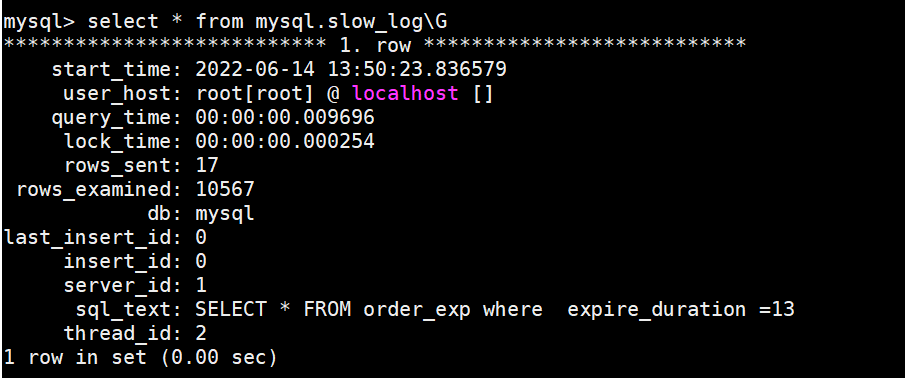 mysql> select * from mysql.slow_log\G
*************************** 1. row ***************************
start_time: 2022-06-14 13:50:23.836579
user_host: root[root] @ localhost []
query_time: 00:00:00.009696
lock_time: 00:00:00.000254
rows_sent: 17
rows_examined: 10567
db: mysql
last_insert_id: 0
insert_id: 0
server_id: 1
sql_text: SELECT * FROM order_exp where  expire_duration =13
thread_id: 2
1 row in set (0.00 sec)